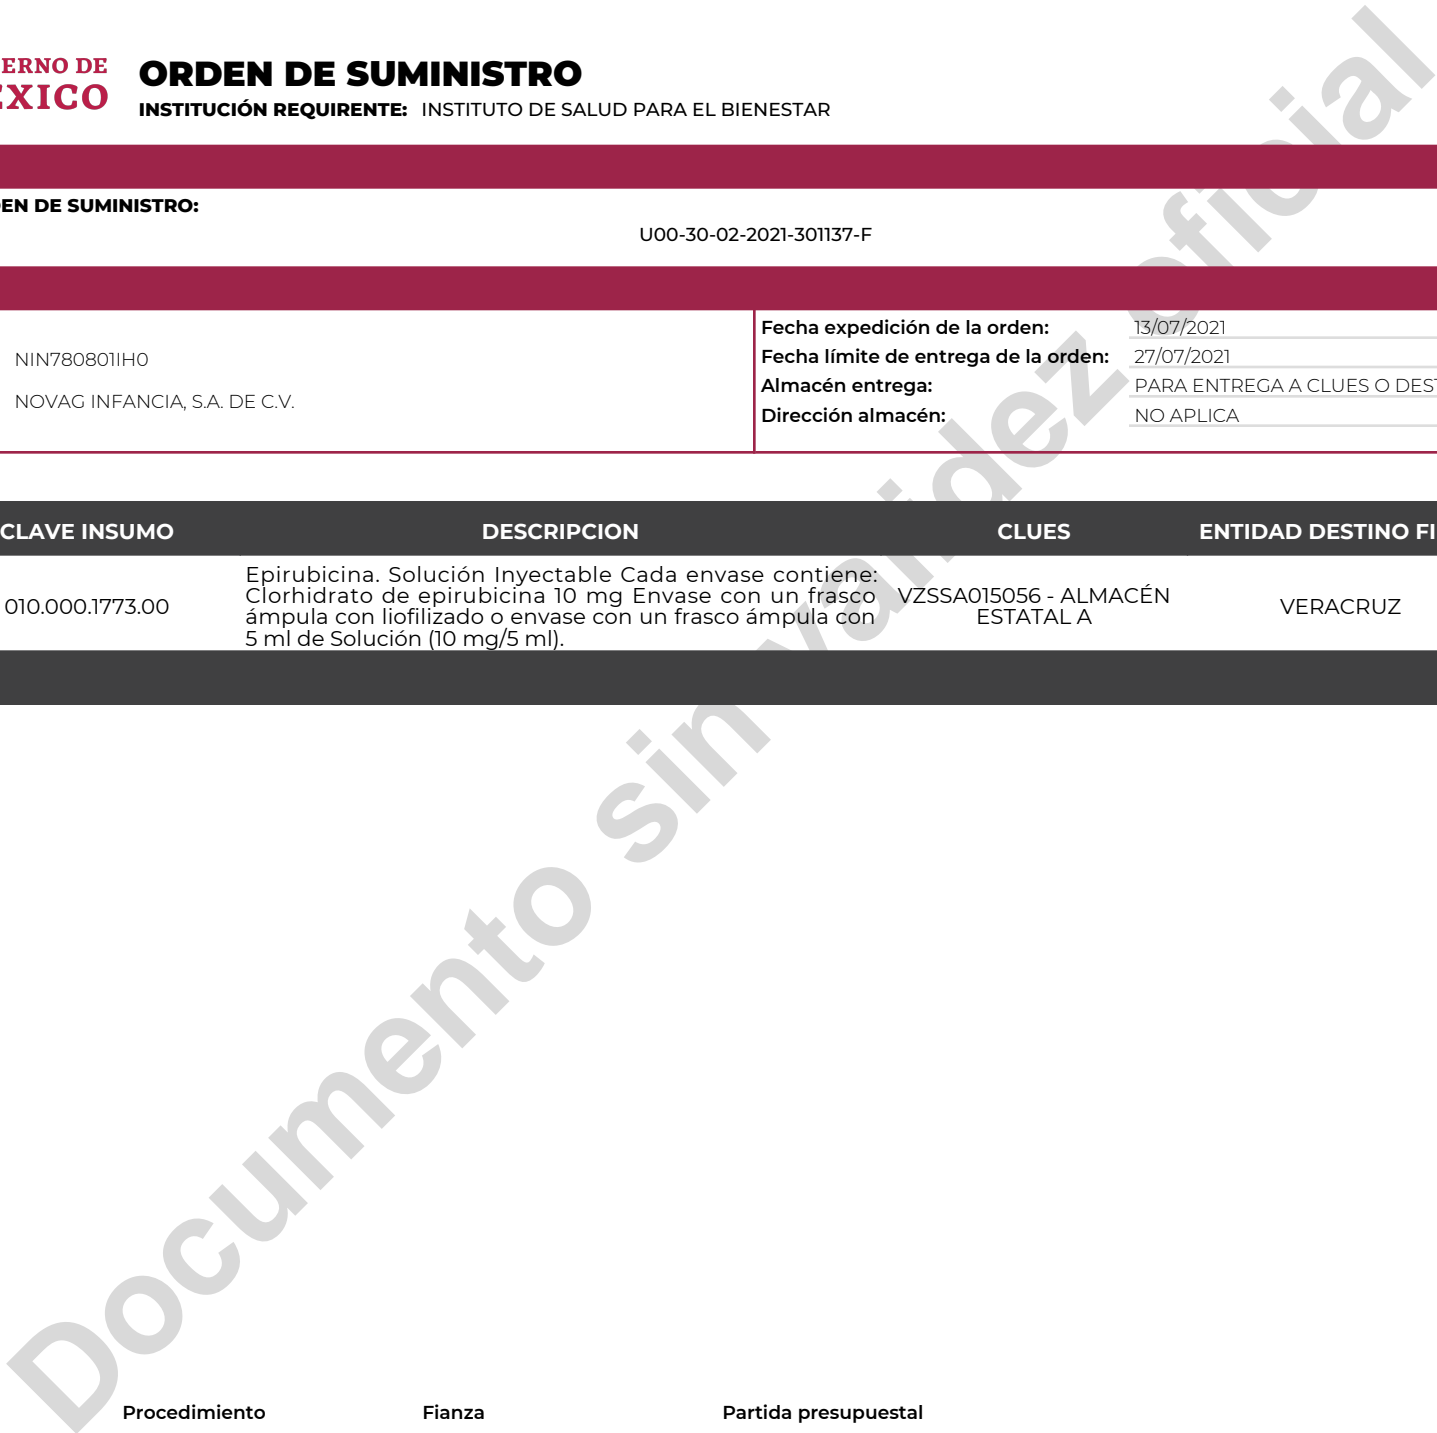 ERNO DE
ÉXICO
ORDEN DE SUMINISTRO
INSTITUCIÓN REQUIRENTE: INSTITUTO DE SALUD PARA EL BIENESTAR
EN DE SUMINISTRO:
U00-30-02-2021-301137-F
NIN780801IH0
NOVAG INFANCIA, S.A. DE C.V.
Fecha expedición de la orden: 13/07/2021
Fecha límite de entrega de la orden: 27/07/2021
Almacén entrega: PARA ENTREGA A CLUES O DEST
Dirección almacén: NO APLICA
CLAVE INSUMO DESCRIPCION CLUES ENTIDAD DESTINO FI
010.000.1773.00
Epirubicina. Solución Inyectable Cada envase contiene:
Clorhidrato de epirubicina 10 mg Envase con un frasco
ámpula con liofilizado o envase con un frasco ámpula con
5 ml de Solución (10 mg/5 ml).
VZSSA015056 - ALMACÉN
ESTATAL A
VERACRUZ
Documento sin validez oficial
Procedimiento Fianza Partida presupuestal